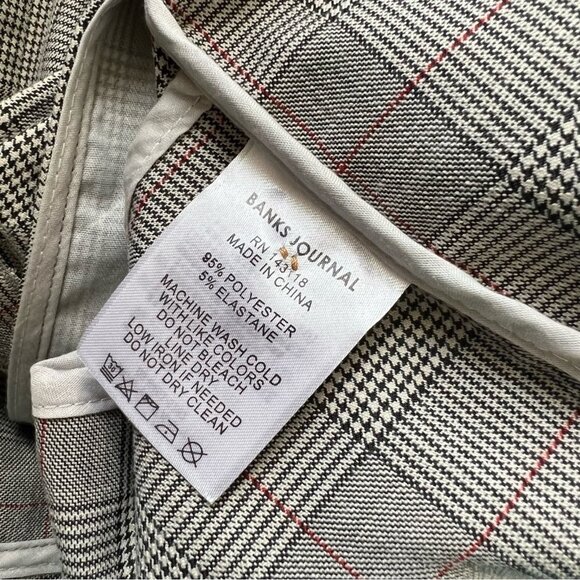 BANKS JOURNAL
RN 143118
MADE IN CHINA
95% POLYESTER
5% ELASTANE
MACHINE WASH COLD
WITH LIKE COLORS
DO NOT BLEACH
LINE DRY
LOW IRON IF NEEDED
DO NOT DRY CLEAN